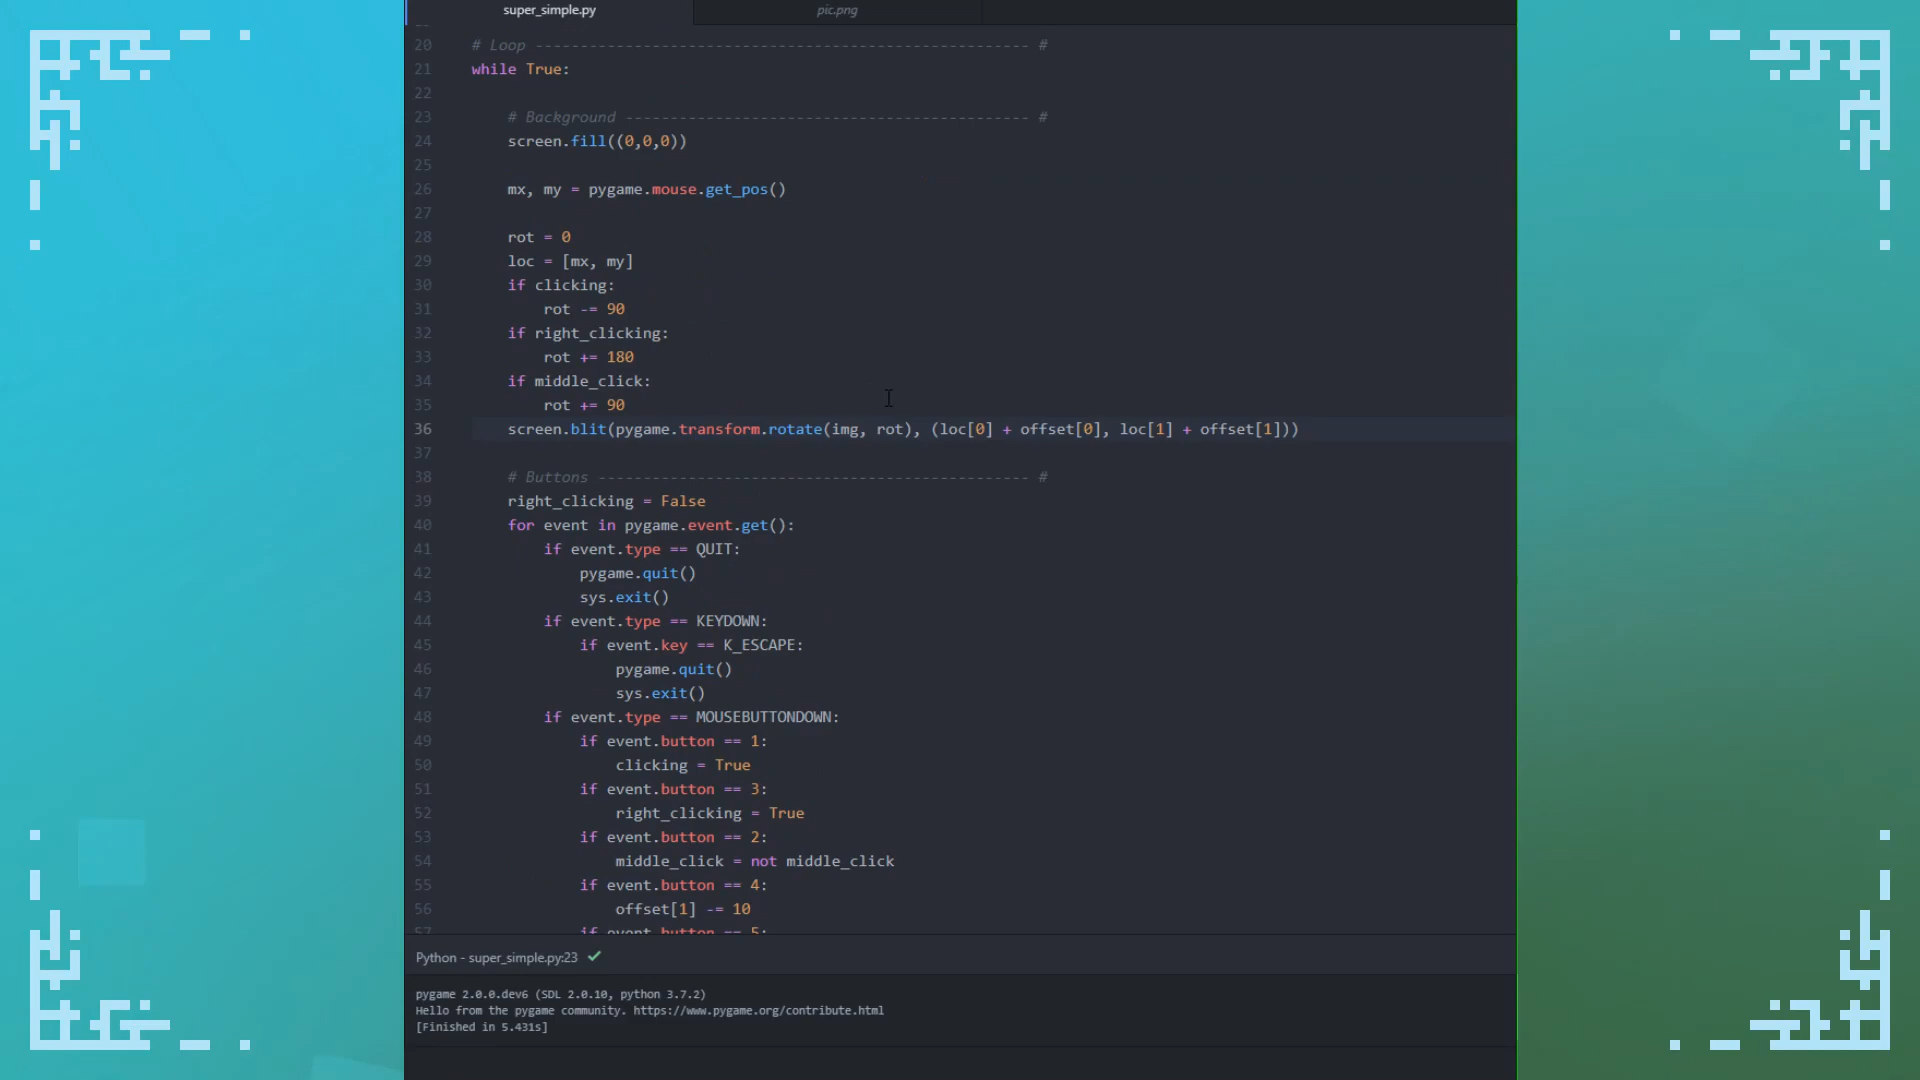 super_simple.py
pic.png
20 # Loop ------------------------------------------------------- #
21 while True:
22
23 # Background --------------------------------------------- #
24 screen.fill((0,0,0))
25
26 mx, my = pygame.mouse.get_pos()
27
28 rot = 0
29 loc = [mx, my]
30 if clicking:
31 rot -= 90
32 if right_clicking:
33 rot += 180
34 if middle_click:
35 rot += 90
36 screen.blit(pygame.transform.rotate(img, rot), (loc[0] + offset[0], loc[1] + offset[1]))
37
38 # Buttons ------------------------------------------------ #
39 right_clicking = False
40 for event in pygame.event.get():
41 if event.type == QUIT:
42 pygame.quit()
43 sys.exit()
44 if event.type == KEYDOWN:
45 if event.key == K_ESCAPE:
46 pygame.quit()
47 sys.exit()
48 if event.type == MOUSEBUTTONDOWN:
49 if event.button == 1:
50 clicking = True
51 if event.button == 3:
52 right_clicking = True
53 if event.button == 2:
54 middle_click = not middle_click
55 if event.button == 4:
56 offset[1] -= 10
57 if event.button == 5:
Python - super_simple.py:23
pygame 2.0.0.dev6 (SDL 2.0.10, python 3.7.2)
Hello from the pygame community. https://www.pygame.org/contribute.html
[Finished in 5.431s]